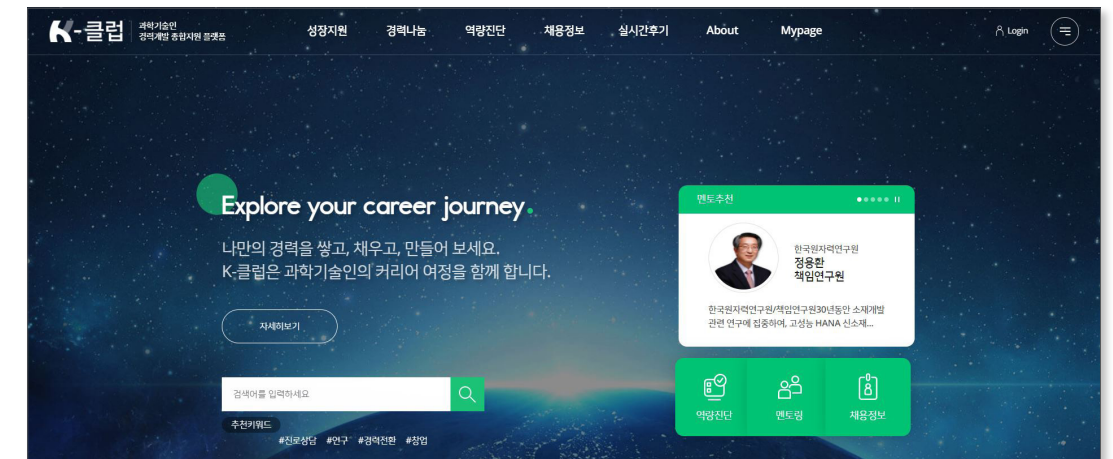 K-클럽 과학기술인
경력개발 종합지원 플랫폼
성장지원 경력나눔 역량진단 채용정보 실시간후기 About Mypage Login
Explore your career journey.
나만의 경력을 쌓고, 채우고, 만들어 보세요.
K-클럽은 과학기술인의 커리어 여정을 함께 합니다.
자세히보기
검색어를 입력하세요
추천키워드
#진로상담 #연구 #경력전환 #창업
멘토추천
한국원자력연구원
정용환
책임연구원
한국원자력연구원/책임연구원30년동안 소재개발
관련 연구에 집중하여, 고성능 HANA 신소재...
역량진단 멘토링 채용정보